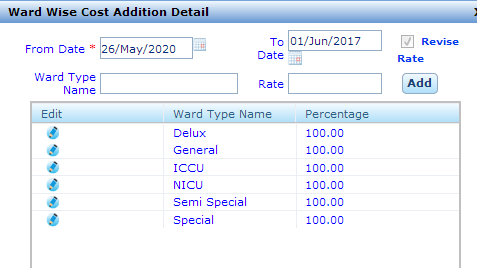 Ward Wise Cost Addition Detail
From Date * 26/May/2020 To Date 01/Jun/2017 Revise Rate
Ward Type Name Rate Add
Edit Ward Type Name Percentage
Delux 100.00
General 100.00
ICCU 100.00
NICU 100.00
Semi Special 100.00
Special 100.00